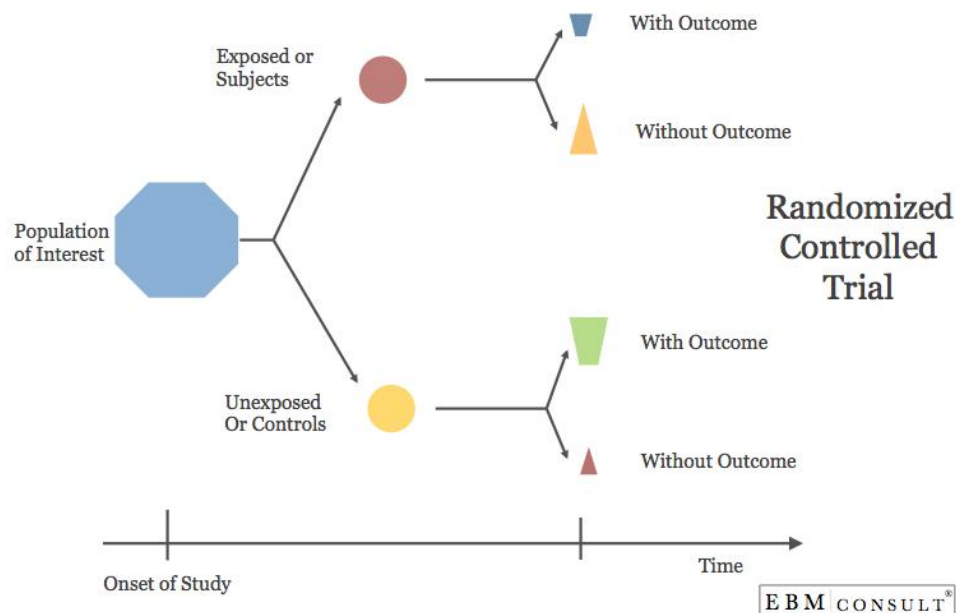 With Outcome
Exposed or
Subjects
Without Outcome
Population
of Interest
Randomized
Controlled
Trial
With Outcome
Unexposed
Or Controls
Without Outcome
Time
Onset of Study
EBM CONSULT®